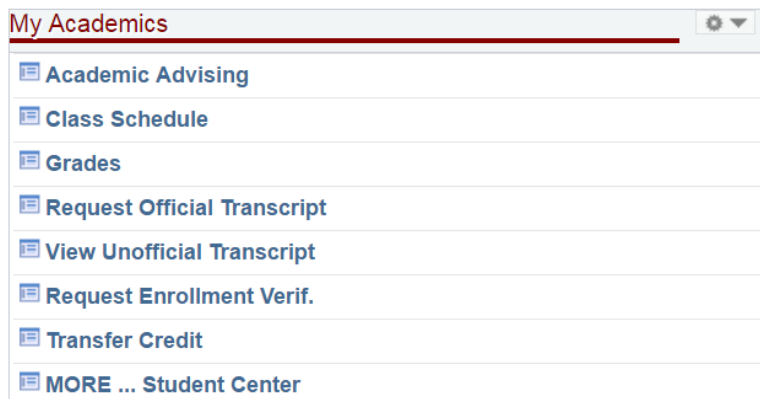 My Academics
Academic Advising
Class Schedule
Grades
Request Official Transcript
View Unofficial Transcript
Request Enrollment Verif.
Transfer Credit
MORE ... Student Center